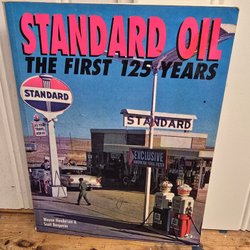 STANDARD OIL
THE FIRST 125 YEARS
STANDARD
STANDARD
EXCLUSIVE
Wayne Henderson &
Scott Benjamin